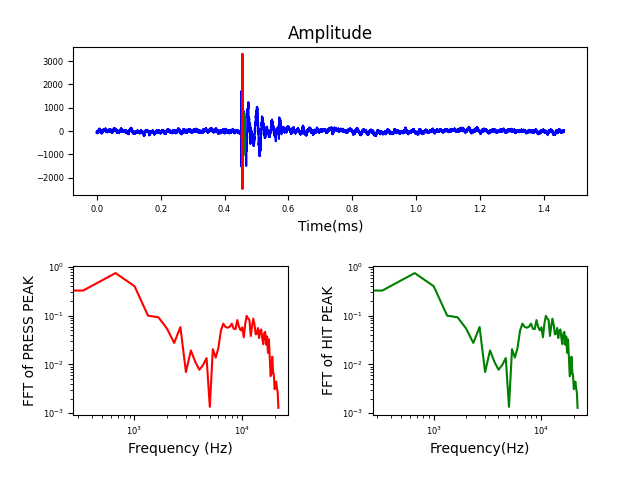 Amplitude
3000
2000
1000
0
−1000
−2000
0.0 0.2 0.4 0.6 0.8 1.0 1.2 1.4
Time(ms)
FFT of PRESS PEAK
10⁰
10⁻¹
10⁻²
10⁻³
10³ 10⁴
Frequency (Hz)
FFT of HIT PEAK
10⁰
10⁻¹
10⁻²
10⁻³
10³ 10⁴
Frequency(Hz)